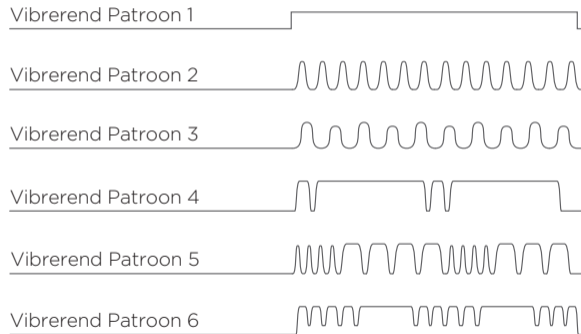 Vibrerend Patroon 1
Vibrerend Patroon 2
Vibrerend Patroon 3
Vibrerend Patroon 4
Vibrerend Patroon 5
Vibrerend Patroon 6